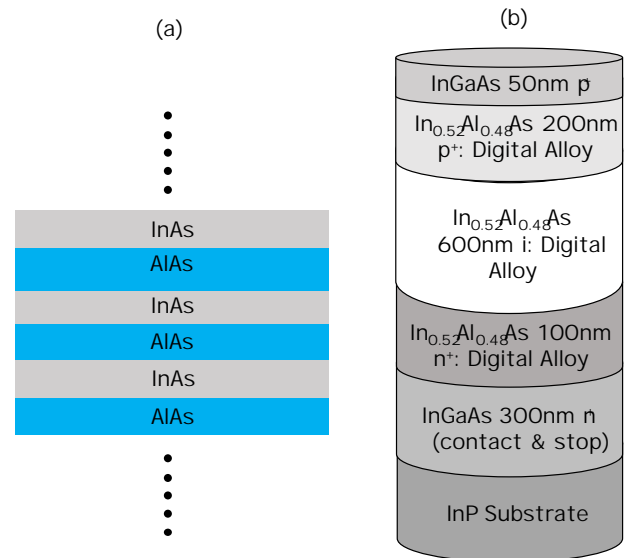 (a)
InAs
AlAs
InAs
AlAs
InAs
AlAs
(b)
InGaAs 50nm p⁺
In₀.₅₂Al₀.₄₈As 200nm
p⁺: Digital Alloy
In₀.₅₂Al₀.₄₈As
600nm i: Digital
Alloy
In₀.₅₂Al₀.₄₈As 100nm
n⁺: Digital Alloy
InGaAs 300nm n⁺
(contact & stop)
InP Substrate